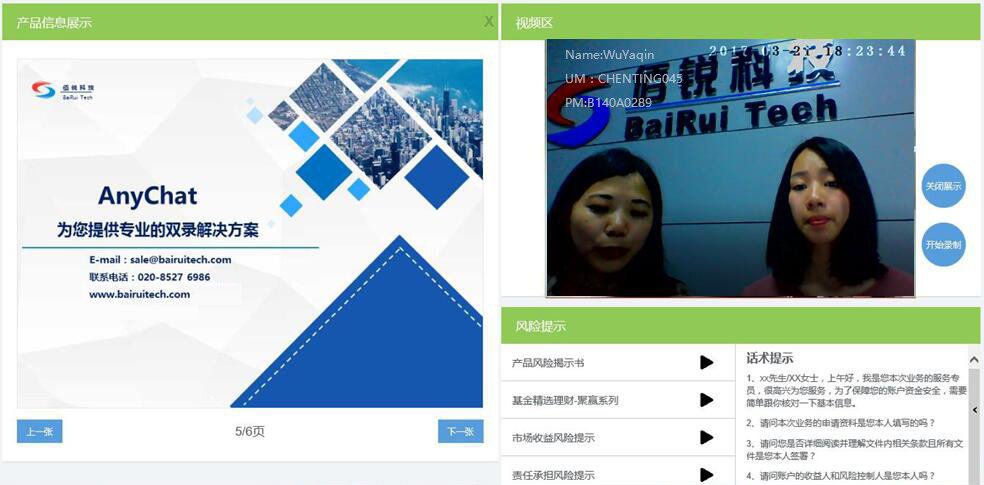 产品信息展示
X
佰锐科技
BaiRui Tech
AnyChat
为您提供专业的双录解决方案
E-mail：sale@bairuitech.com
联系电话：020-8527 6986
www.bairuitech.com
上一张
5/6页
下一张
视频区
2017-03-21 18:23:44
Name:WuYaqin
UM：CHENTING045
PM:B140A0289
佰锐科技
BaiRui Tech
关闭展示
开始录制
风险提示
产品风险揭示书
基金精选理财-聚赢系列
市场收益风险提示
责任承担风险提示
话术提示
1、xx先生/XX女士，上午好，我是您本次业务的服务专
员，很高兴为您服务，为了保障您的账户资金安全，需要
简单跟你核对一下基本信息。
2、请问本次业务的申请资料是您本人填写的吗？
3、请问您是否详细阅读并理解文件内相关条款且所有文
件是您本人签署？
4、请问账户的收益人和风险控制人是您本人吗？